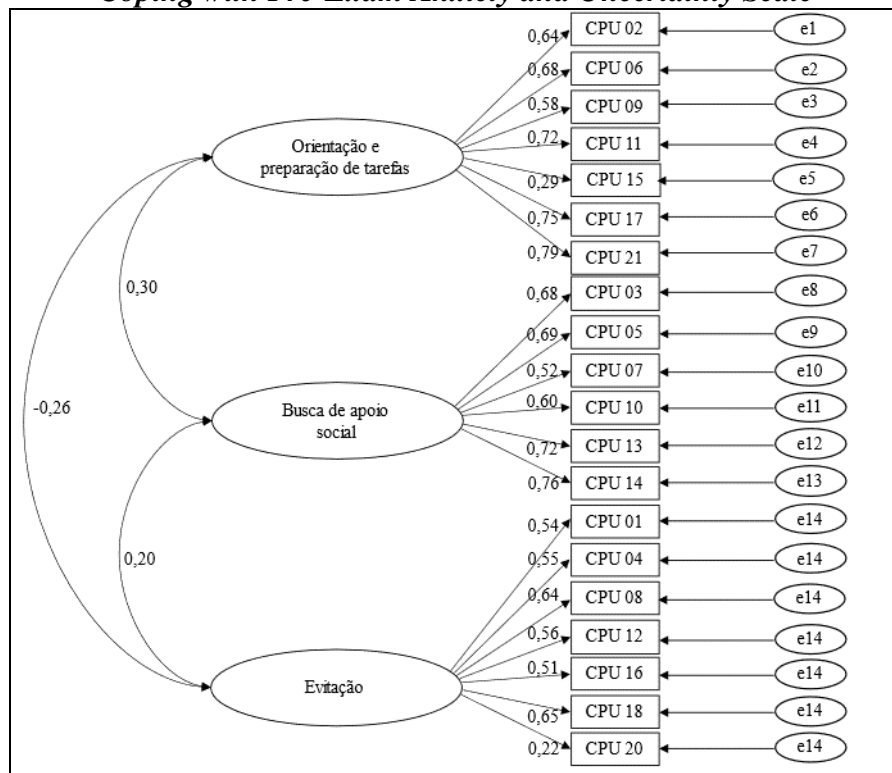 Coping with Pre-Exam Anxiety and Uncertainty Scale
0,64 CPU 02 e1
0,68 CPU 06 e2
0,58 CPU 09 e3
Orientação e
preparação de tarefas
0,72 CPU 11 e4
0,29 CPU 15 e5
0,75 CPU 17 e6
0,79 CPU 21 e7
0,30
0,68 CPU 03 e8
0,69 CPU 05 e9
0,52 CPU 07 e10
-0,26
Busca de apoio
social
0,60 CPU 10 e11
0,72 CPU 13 e12
0,76 CPU 14 e13
0,54 CPU 01 e14
0,20
0,55 CPU 04 e14
0,64 CPU 08 e14
0,56 CPU 12 e14
Evitação
0,51 CPU 16 e14
0,65 CPU 18 e14
0,22 CPU 20 e14